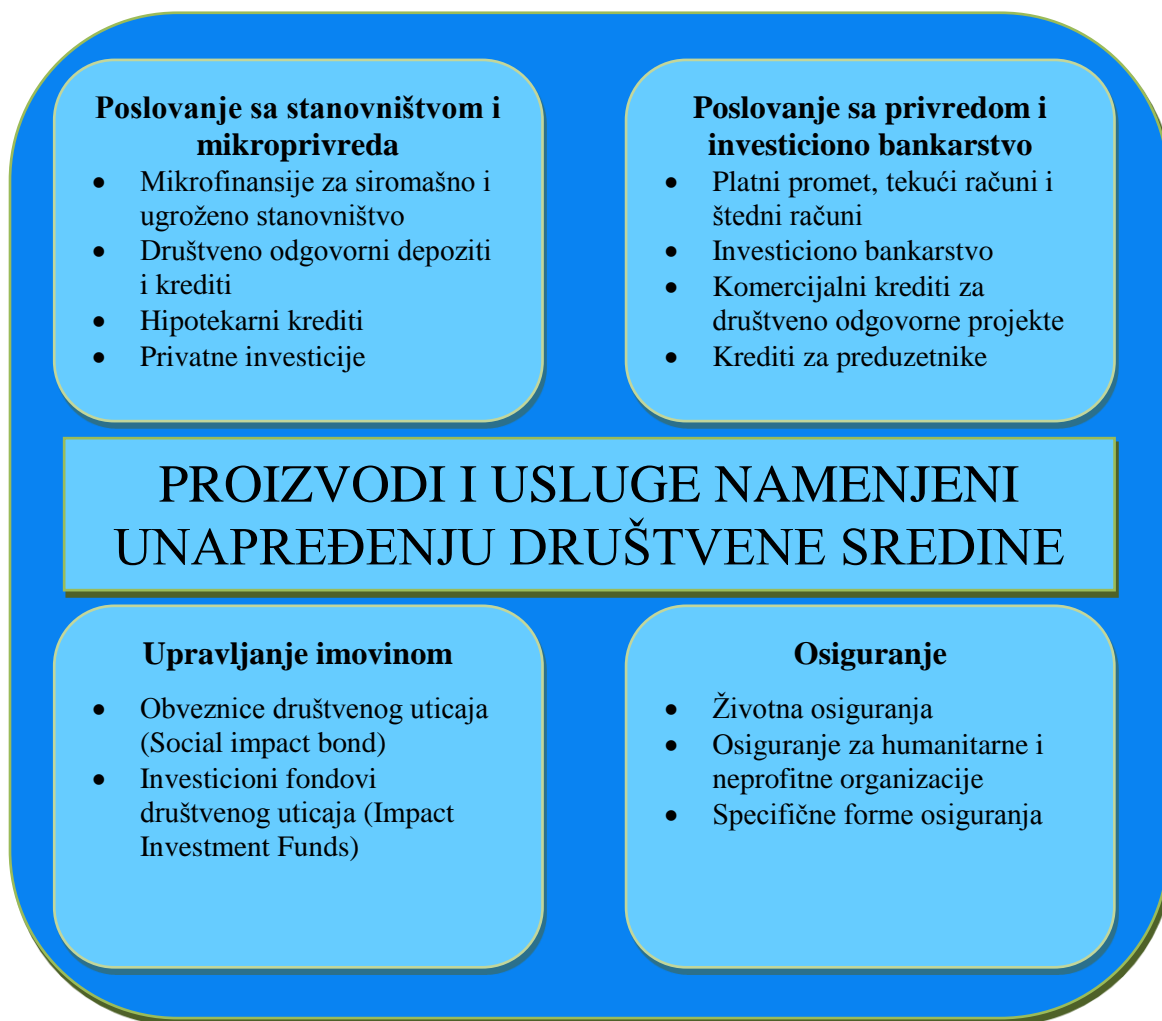 Poslovanje sa stanovništvom i
mikroprivreda
• Mikrofinansije za siromašno i
ugroženo stanovništvo
• Društveno odgovorni depoziti
i krediti
• Hipotekarni krediti
• Privatne investicije
Poslovanje sa privredom i
investiciono bankarstvo
• Platni promet, tekući računi i
štedni računi
• Investiciono bankarstvo
• Komercijalni krediti za
društveno odgovorne projekte
• Krediti za preduzetnike
PROIZVODI I USLUGE NAMENJENI
UNAPREĐENJU DRUŠTVENE SREDINE
Upravljanje imovinom
• Obveznice društvenog uticaja
(Social impact bond)
• Investicioni fondovi
društvenog uticaja (Impact
Investment Funds)
Osiguranje
• Životna osiguranja
• Osiguranje za humanitarne i
neprofitne organizacije
• Specifične forme osiguranja